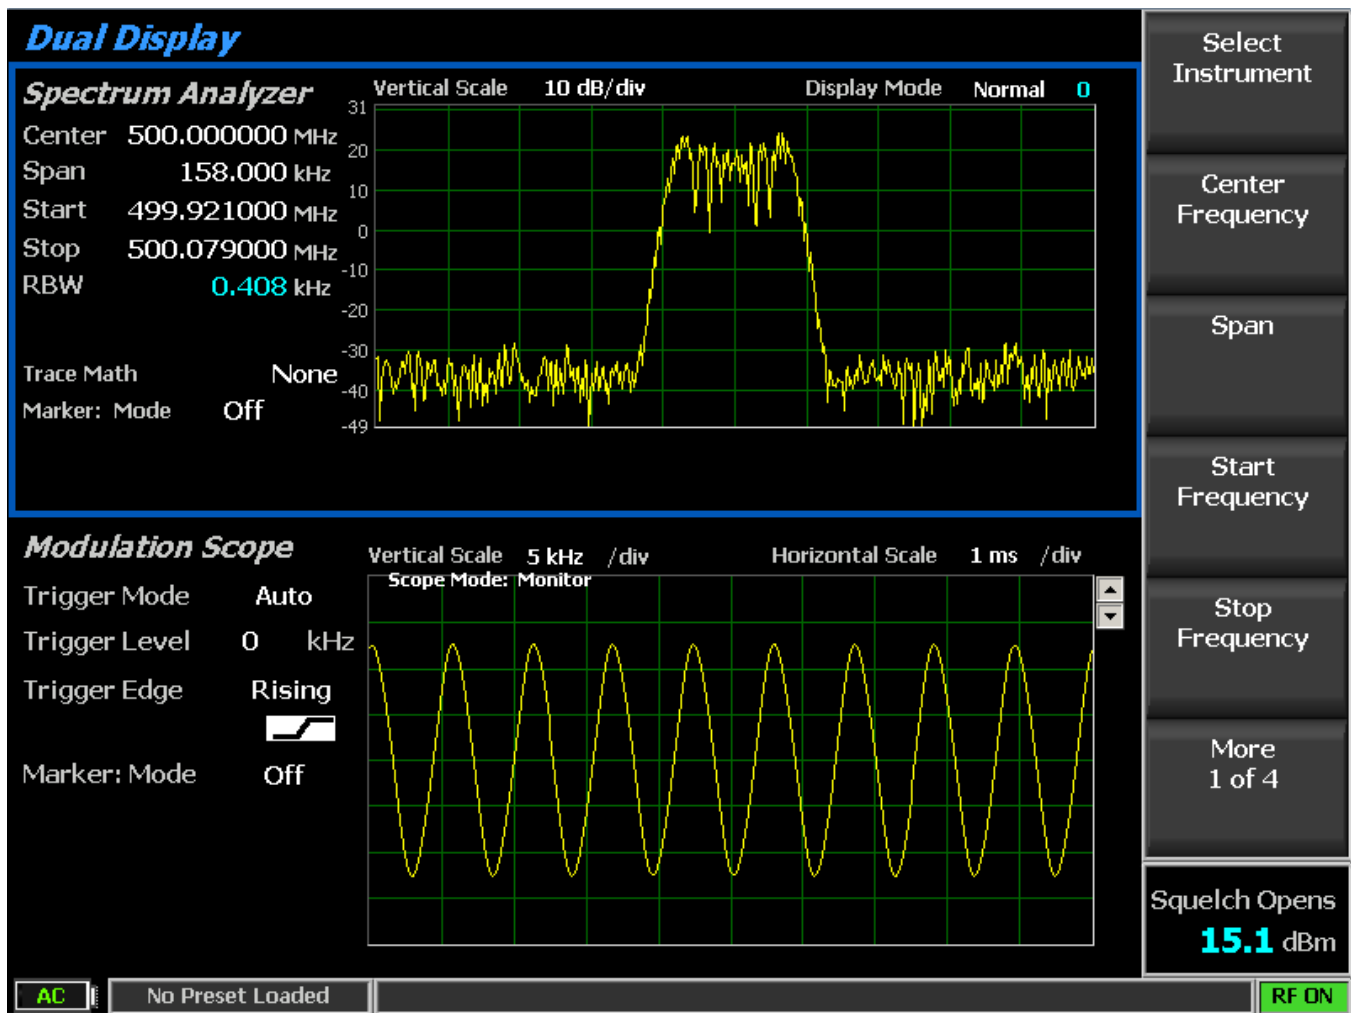 Dual Display
Spectrum Analyzer
Vertical Scale 10 dB/div Display Mode Normal 0
Center 500.000000 MHz
Span 158.000 kHz
Start 499.921000 MHz
Stop 500.079000 MHz
RBW 0.408 kHz
Trace Math None
Marker: Mode Off
31
20
10
0
-10
-20
-30
-40
-49
Modulation Scope
Vertical Scale 5 kHz /div Horizontal Scale 1 ms /div
Scope Mode: Monitor
Trigger Mode Auto
Trigger Level 0 kHz
Trigger Edge Rising
Marker: Mode Off
Select
Instrument
Center
Frequency
Span
Start
Frequency
Stop
Frequency
More
1 of 4
Squelch Opens
15.1 dBm
AC No Preset Loaded RF ON